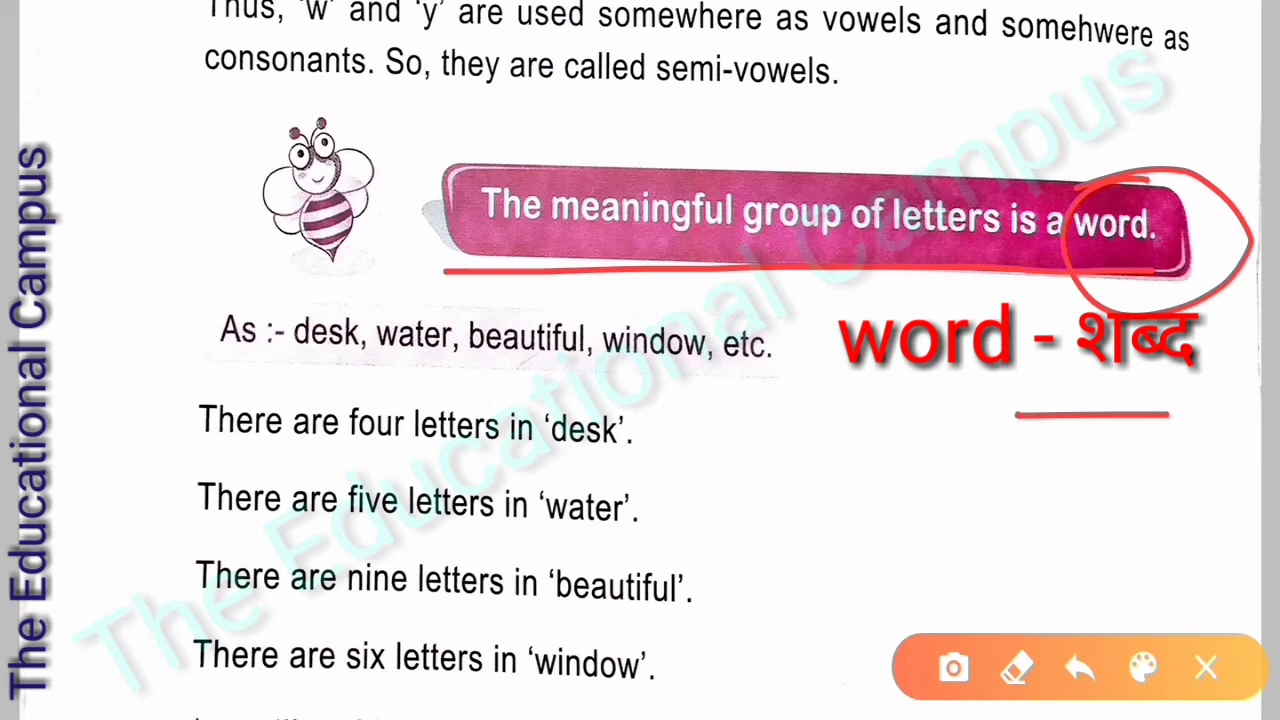 Thus, 'w' and 'y' are used somewhere as vowels and somehwere as
consonants. So, they are called semi-vowels.
The meaningful group of letters is a word.
As :- desk, water, beautiful, window, etc.
word - शब्द
There are four letters in 'desk'.
There are five letters in 'water'.
There are nine letters in 'beautiful'.
There are six letters in 'window'.
The Educational Campus
The Educational Campus